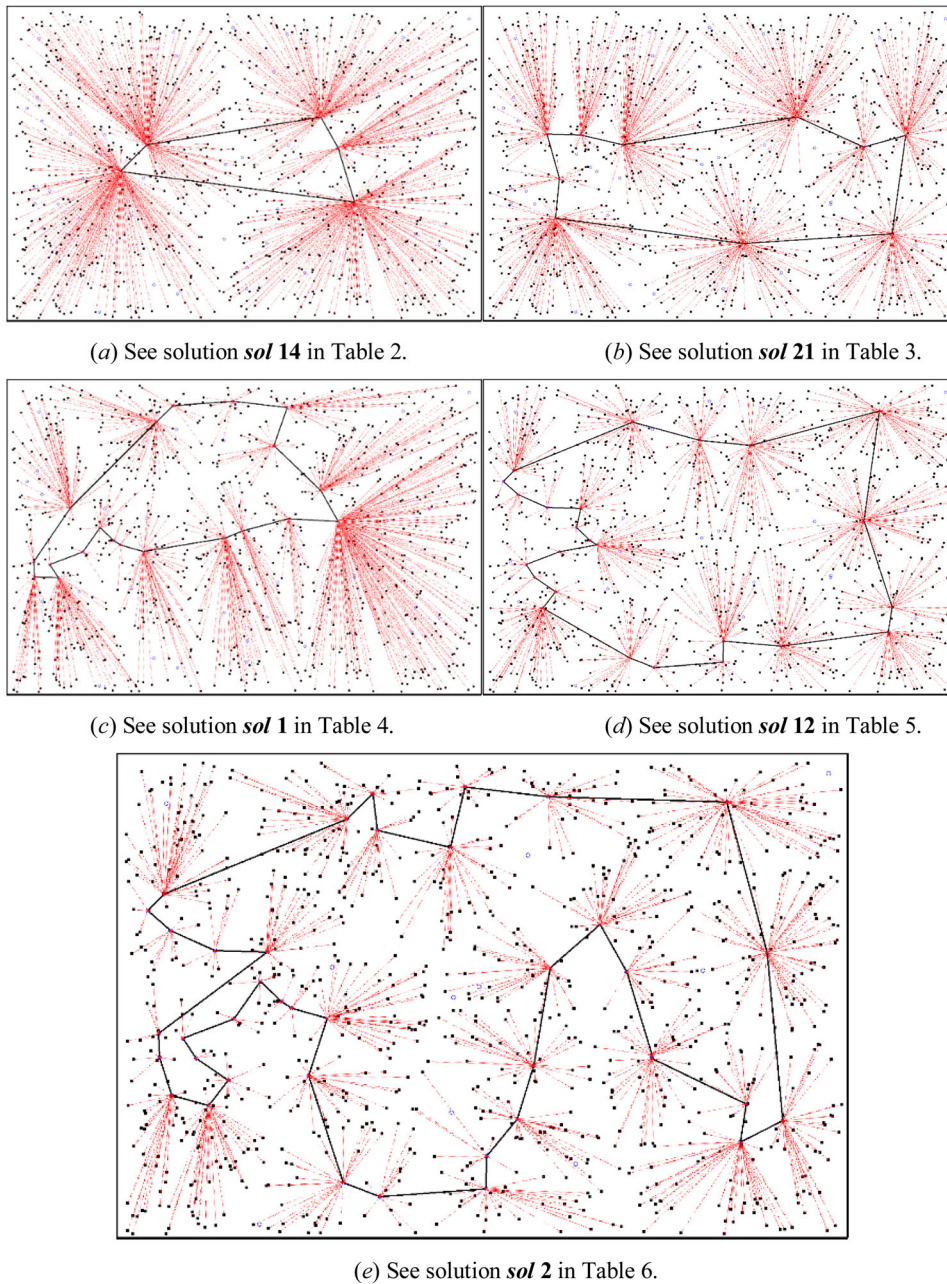 (a) See solution sol 14 in Table 2.
(b) See solution sol 21 in Table 3.
(c) See solution sol 1 in Table 4.
(d) See solution sol 12 in Table 5.
(e) See solution sol 2 in Table 6.